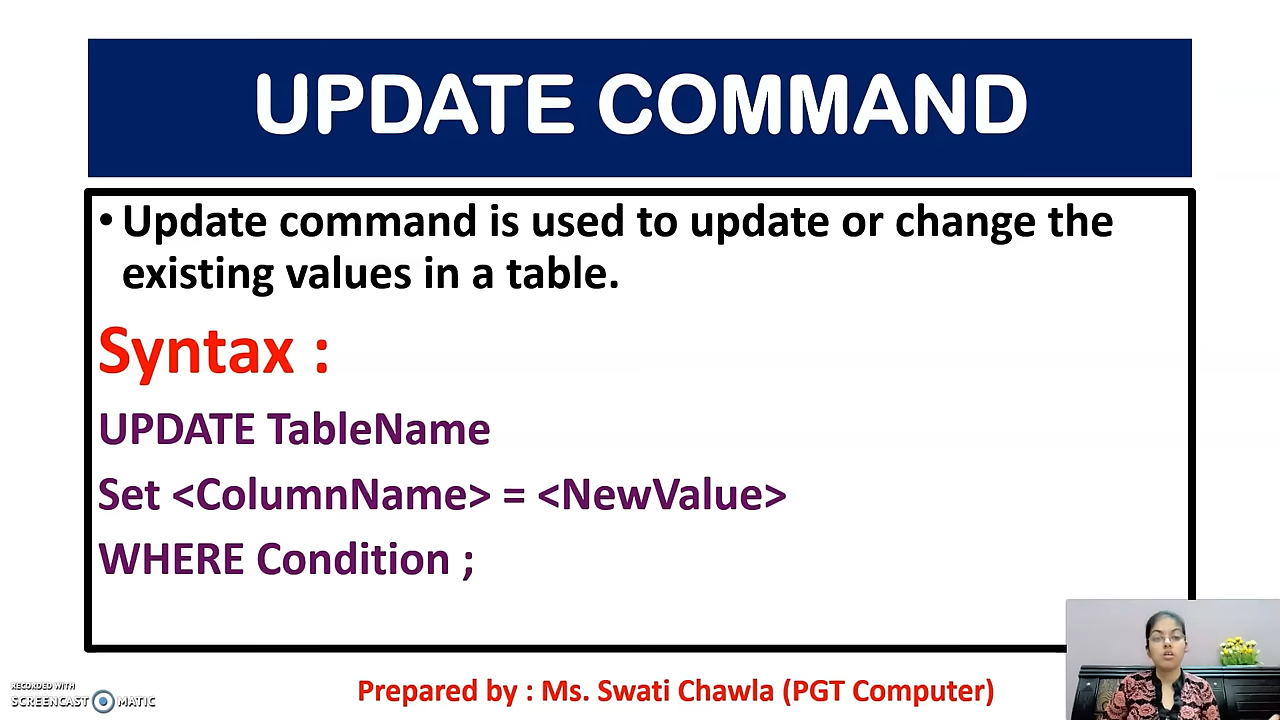 UPDATE COMMAND
• Update command is used to update or change the
existing values in a table.
Syntax :
UPDATE TableName
Set <ColumnName> = <NewValue>
WHERE Condition ;
Prepared by : Ms. Swati Chawla (PGT Computer)
RECORDED WITH
SCREENCAST MATIC